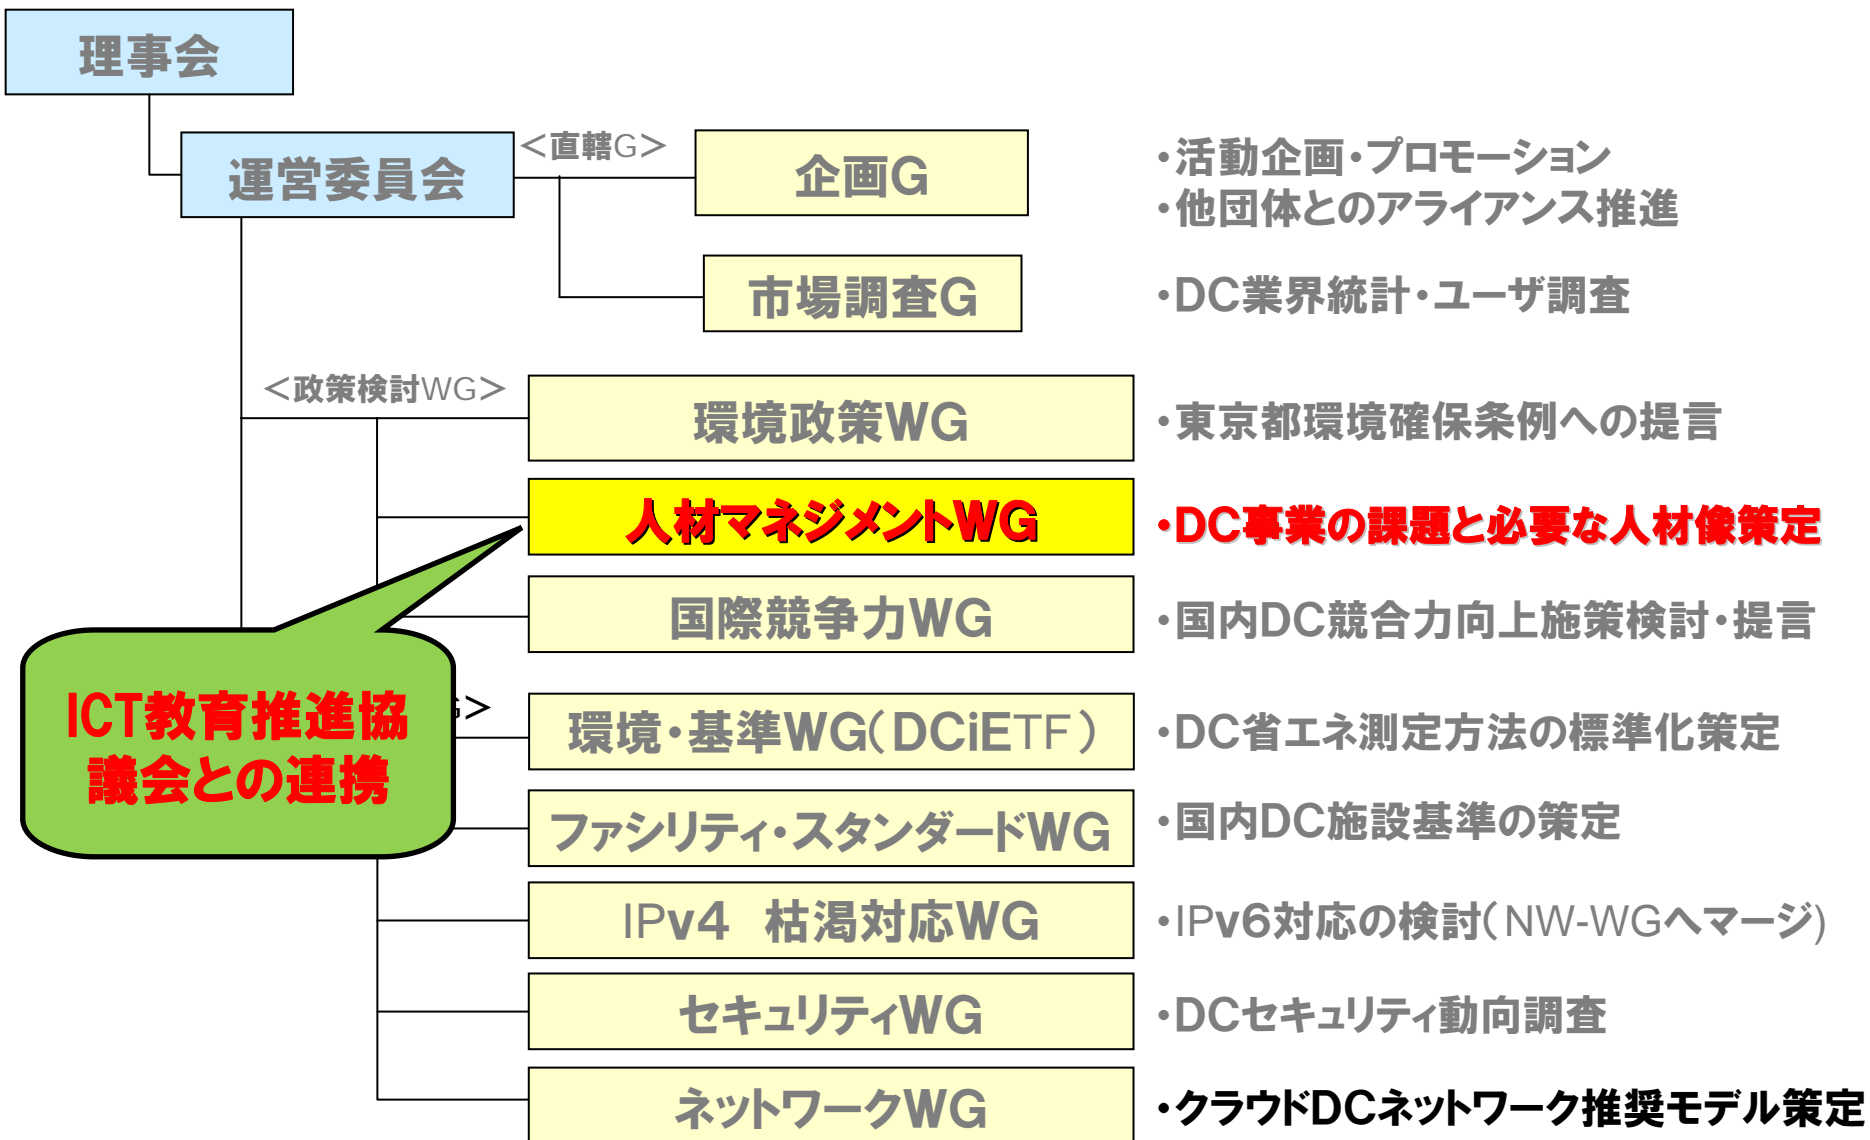 理事会
運営委員会
＜直轄G＞
企画G
・活動企画・プロモーション
・他団体とのアライアンス推進
市場調査G
・DC業界統計・ユーザ調査
＜政策検討WG＞
環境政策WG
・東京都環境確保条例への提言
人材マネジメントWG
・DC事業の課題と必要な人材像策定
国際競争力WG
・国内DC競合力向上施策検討・提言
ICT教育推進協
議会との連携
＞
環境・基準WG（DCiETF）
・DC省エネ測定方法の標準化策定
ファシリティ・スタンダードWG
・国内DC施設基準の策定
IPv4　枯渇対応WG
・IPv6対応の検討（NW-WGへマージ)
セキュリティWG
・DCセキュリティ動向調査
ネットワークWG
・クラウドDCネットワーク推奨モデル策定